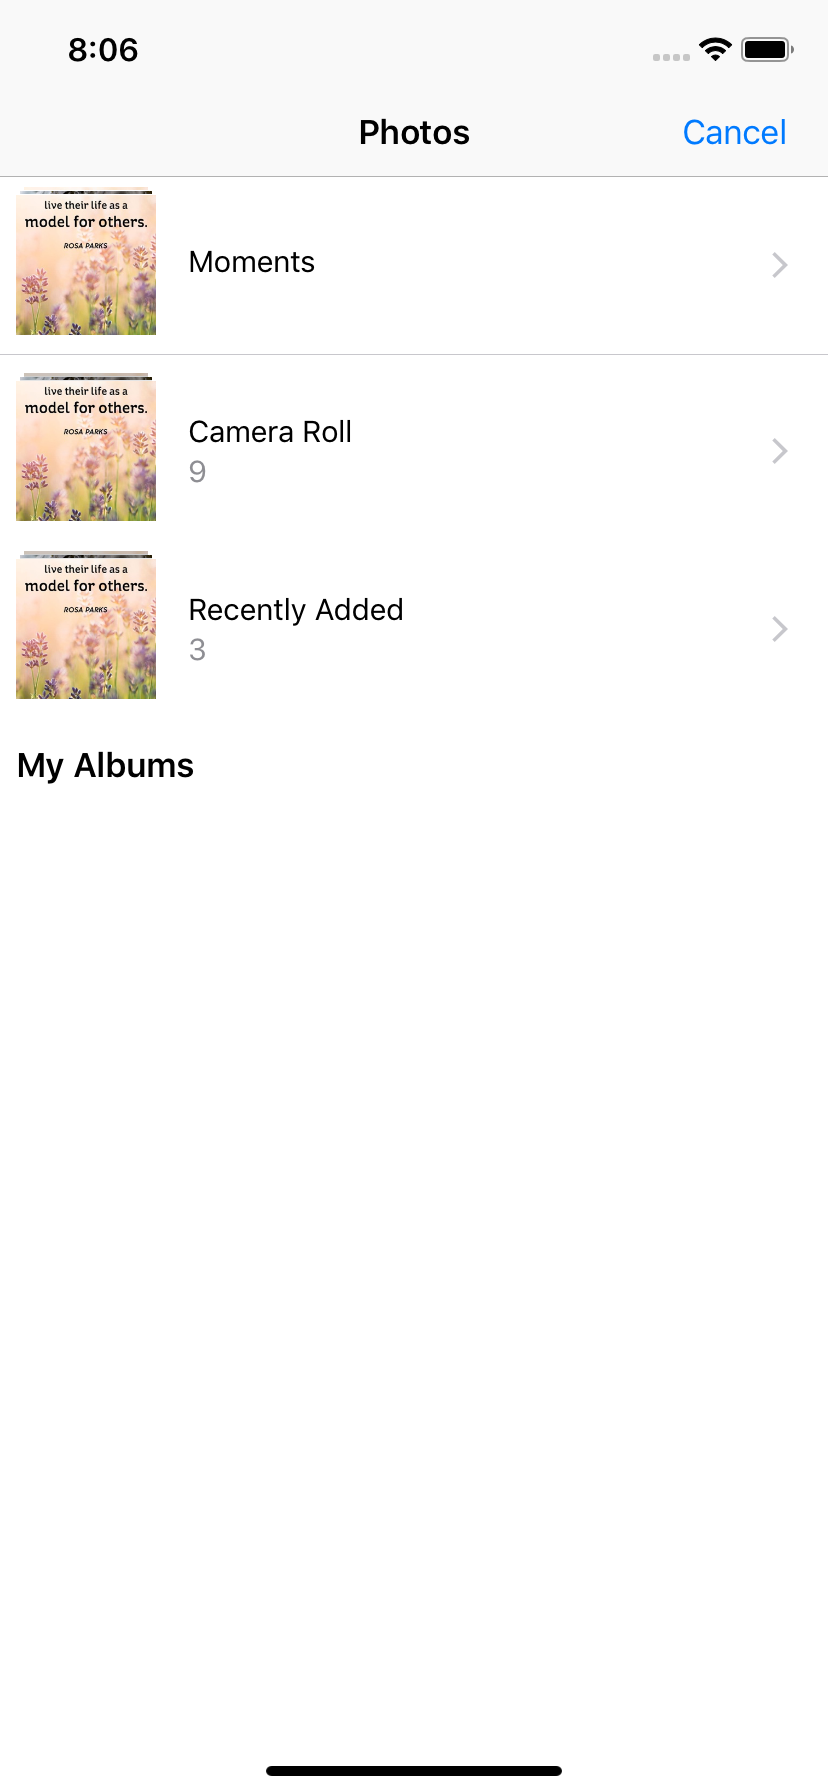 8:06
Photos
Cancel
live their life as a
model for others.
ROSA PARKS
Moments
live their life as a
model for others.
ROSA PARKS
Camera Roll
9
live their life as a
model for others.
ROSA PARKS
Recently Added
3
My Albums